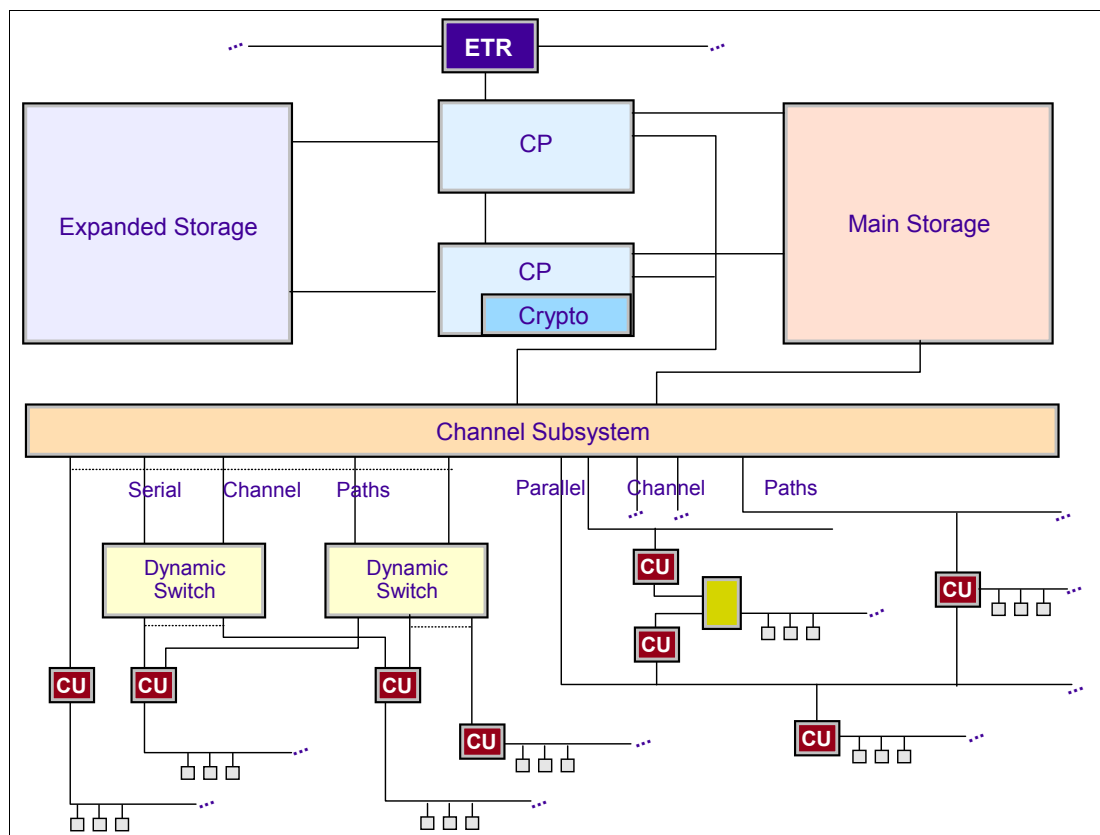 ETR
CP
Expanded Storage
Main Storage
CP
Crypto
Channel Subsystem
Serial Channel Paths
Parallel Channel Paths
Dynamic
Switch
Dynamic
Switch
CU
CU
CU
CU
CU
CU
CU
CU